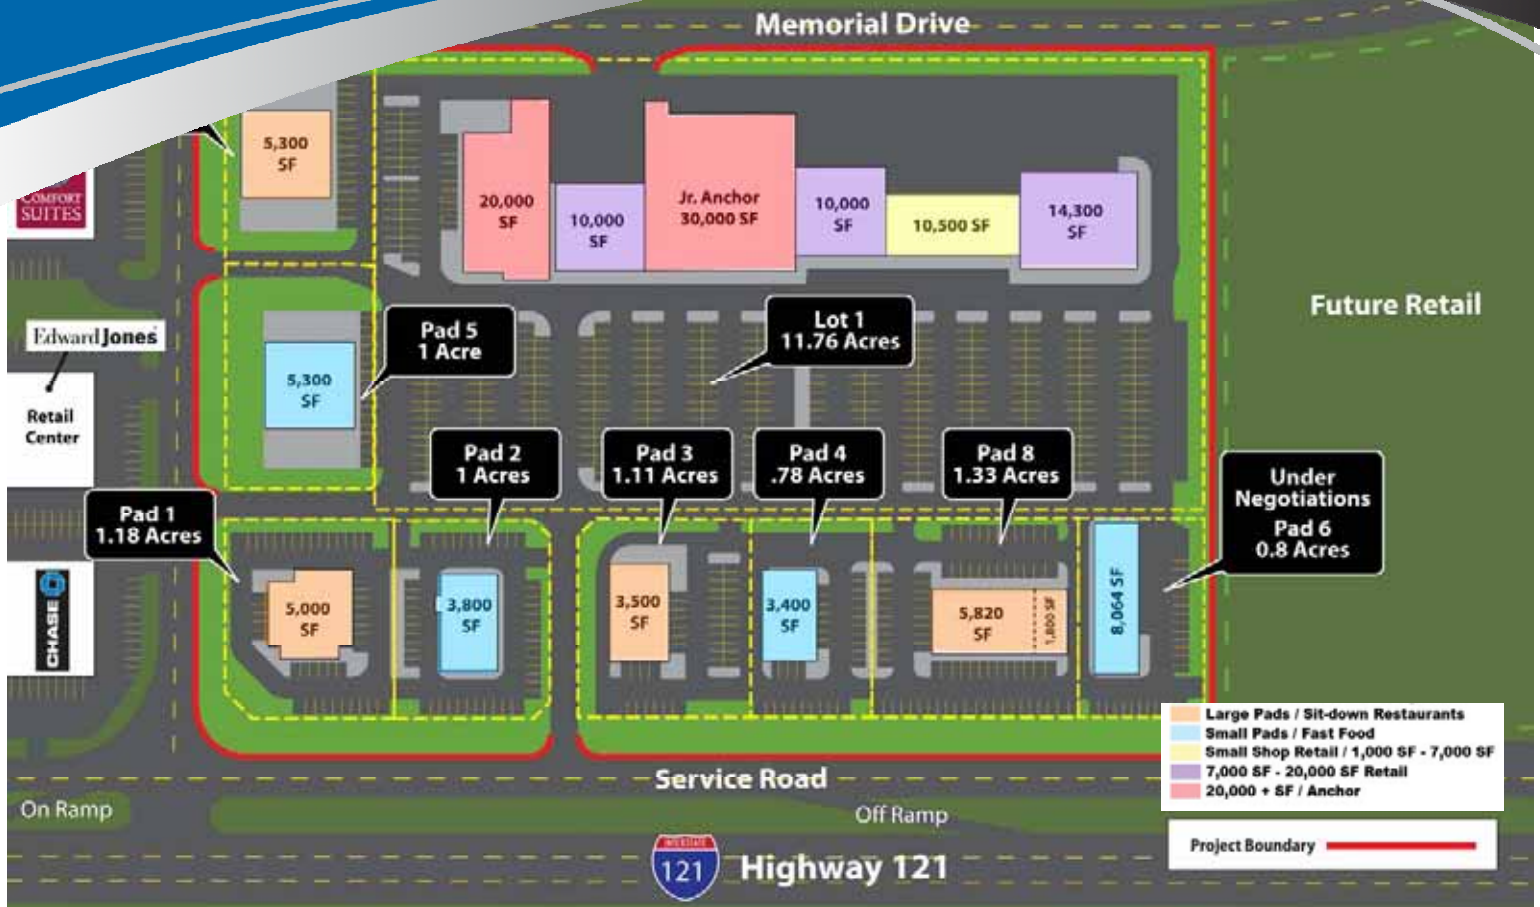 Memorial Drive
5,300
SF
COMFORT
SUITES
20,000
SF
10,000
SF
Jr. Anchor
30,000 SF
10,000
SF
10,500 SF
14,300
SF
Future Retail
Edward Jones
Retail
Center
Pad 5
1 Acre
Lot 1
11.76 Acres
5,300
SF
Pad 1
1.18 Acres
Pad 2
1 Acres
Pad 3
1.11 Acres
Pad 4
.78 Acres
Pad 8
1.33 Acres
Under
Negotiations
Pad 6
0.8 Acres
CHASE
5,000
SF
3,800
SF
3,500
SF
3,400
SF
5,820
SF
1,800 SF
8,064 SF
Large Pads / Sit-down Restaurants
Small Pads / Fast Food
Small Shop Retail / 1,000 SF - 7,000 SF
7,000 SF - 20,000 SF Retail
20,000 + SF / Anchor
Project Boundary
Service Road
On Ramp
Off Ramp
INTERSTATE
121
Highway 121